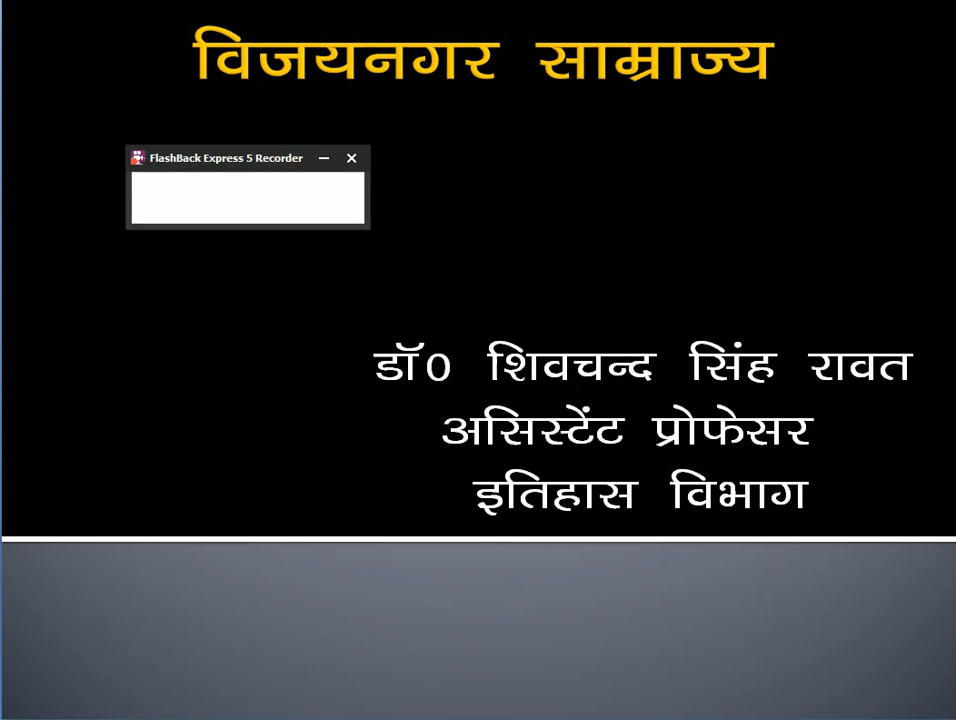 विजयनगर साम्राज्य
FlashBack Express 5 Recorder
डॉ0 शिवचन्द सिंह रावत
असिस्टेंट प्रोफेसर
इतिहास विभाग